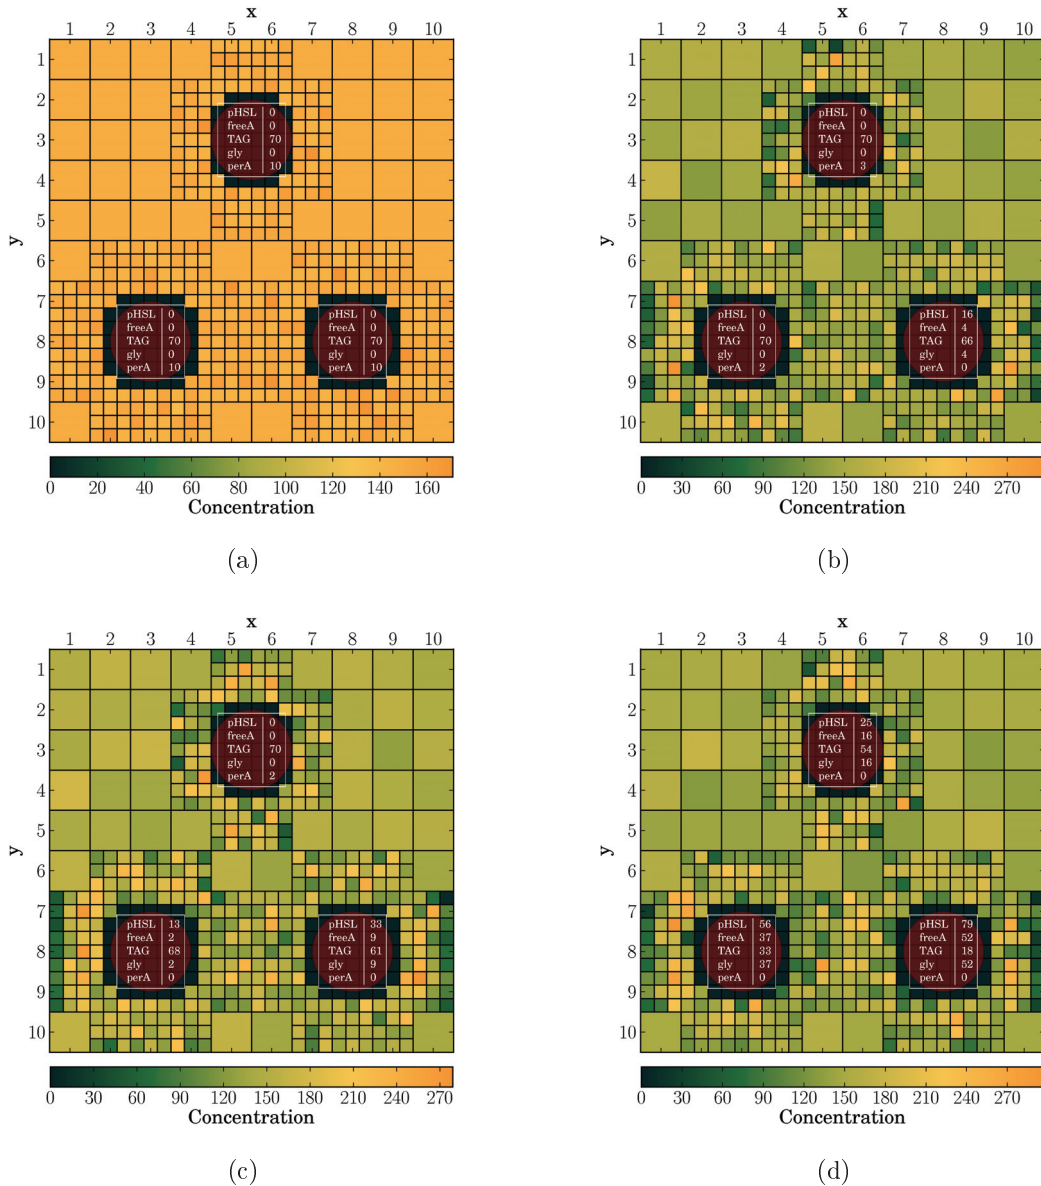 x
1 2 3 4 5 6 7 8 9 10
y
1
2
3
4
5
6
7
8
9
10
pHSL 0
freeA 0
TAG 70
gly 0
perA 10
pHSL 0
freeA 0
TAG 70
gly 0
perA 10
pHSL 0
freeA 0
TAG 70
gly 0
perA 10
0 20 40 60 80 100 120 140 160
Concentration
(a)
x
1 2 3 4 5 6 7 8 9 10
y
1
2
3
4
5
6
7
8
9
10
pHSL 0
freeA 0
TAG 70
gly 0
perA 3
pHSL 0
freeA 0
TAG 70
gly 0
perA 2
pHSL 16
freeA 4
TAG 66
gly 4
perA 0
0 30 60 90 120 150 180 210 240 270
Concentration
(b)
x
1 2 3 4 5 6 7 8 9 10
y
1
2
3
4
5
6
7
8
9
10
pHSL 0
freeA 0
TAG 70
gly 0
perA 2
pHSL 13
freeA 2
TAG 68
gly 2
perA 0
pHSL 33
freeA 9
TAG 61
gly 9
perA 0
0 30 60 90 120 150 180 210 240 270
Concentration
(c)
x
1 2 3 4 5 6 7 8 9 10
y
1
2
3
4
5
6
7
8
9
10
pHSL 25
freeA 16
TAG 54
gly 16
perA 0
pHSL 56
freeA 37
TAG 33
gly 37
perA 0
pHSL 79
freeA 52
TAG 18
gly 52
perA 0
0 30 60 90 120 150 180 210 240 270
Concentration
(d)